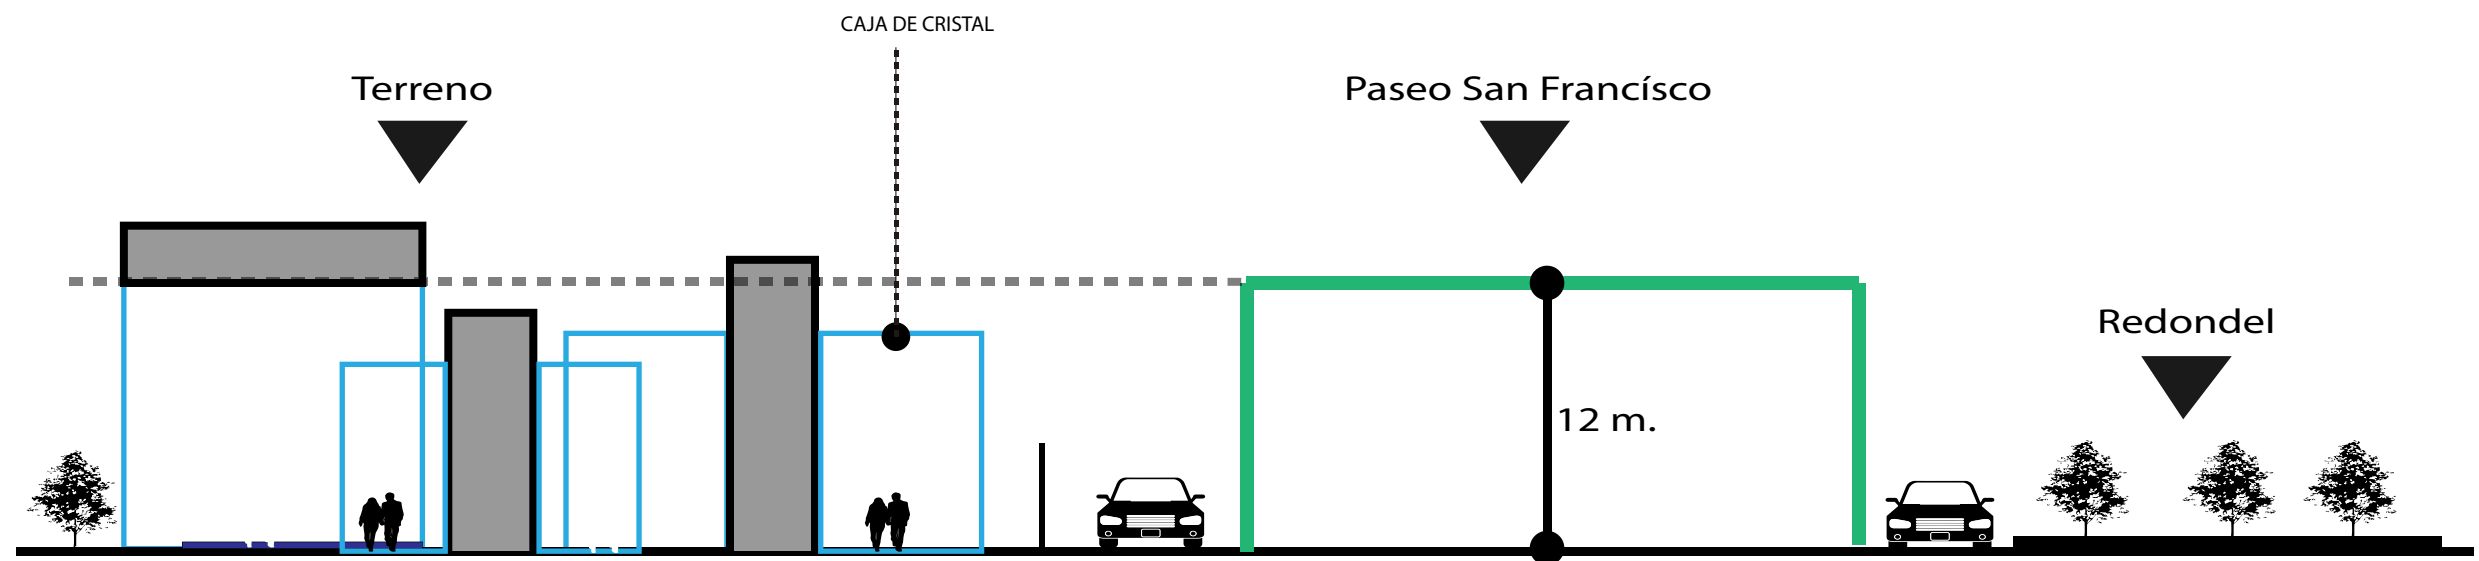 CAJA DE CRISTAL
Terreno
Paseo San Francísco
Redondel
12 m.